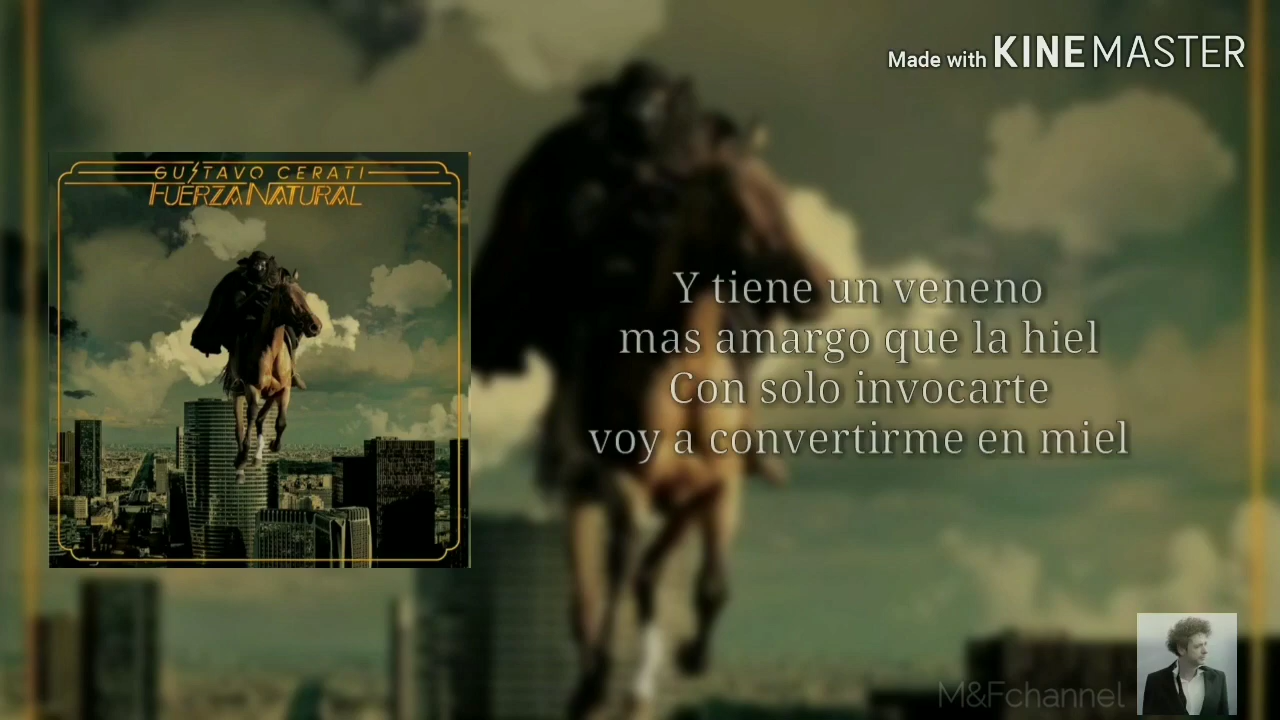 Made with KINEMASTER
GUSTAVO CERATI
FUERZA NATURAL
Y tiene un veneno
mas amargo que la hiel
Con solo invocarte
voy a convertirme en miel
M&Fchannel